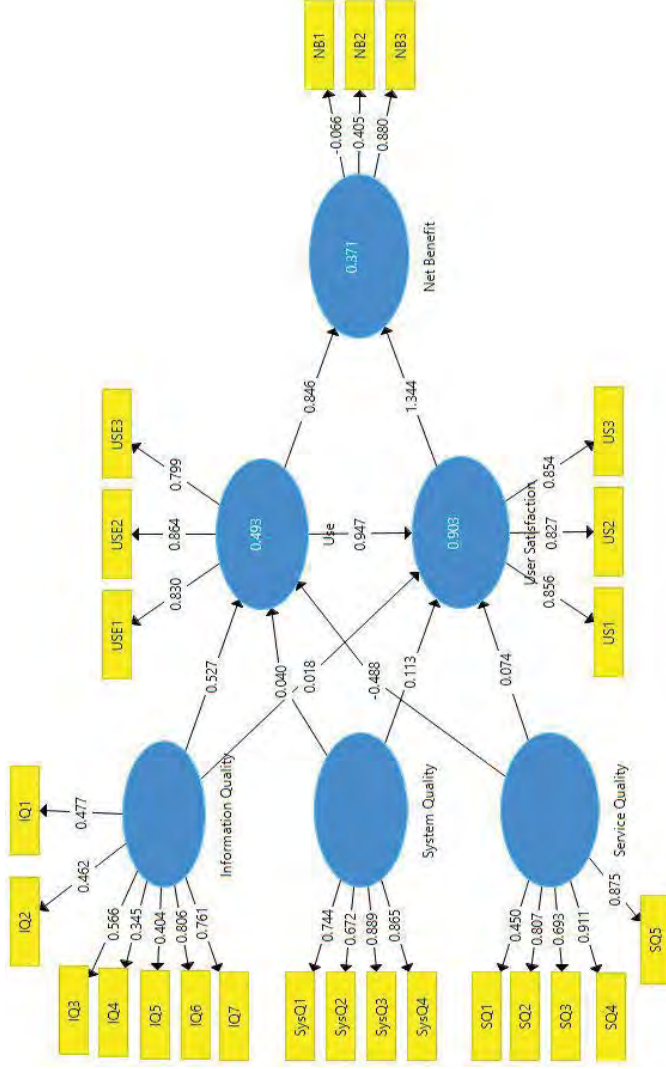 IQ1
IQ2
0.477
0.462
IQ3
IQ4
IQ5
IQ6
IQ7
0.566
0.345
0.404
0.806
0.761
Information Quality
SysQ1
SysQ2
SysQ3
SysQ4
0.744
0.672
0.889
0.865
System Quality
SQ1
SQ2
SQ3
SQ4
SQ5
0.450
0.807
0.693
0.911
0.875
Service Quality
0.527
0.040
0.018
-0.488
0.113
0.074
USE1
USE2
USE3
0.830
0.864
0.799
0.493
Use
0.947
0.903
User Satisfaction
0.856
0.827
0.854
US1
US2
US3
0.846
1.344
0.371
Net Benefit
-0.066
0.405
0.880
NB1
NB2
NB3